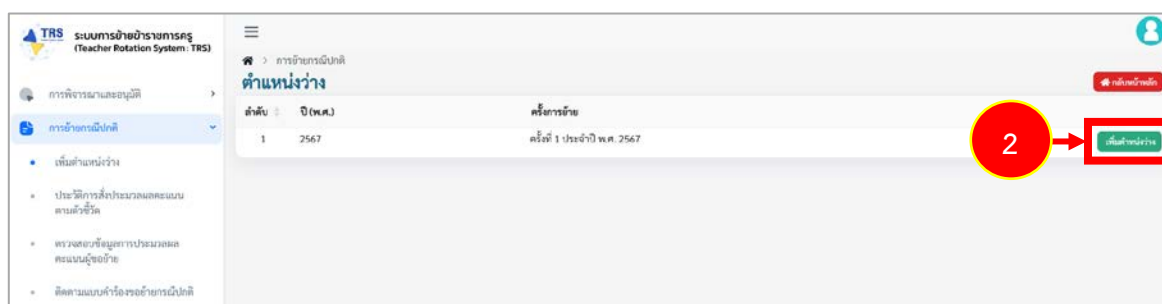 TRS ระบบการย้ายข้าราชการครู
(Teacher Rotation System : TRS)
การย้ายกรณีปกติ
ตำแหน่งว่าง
กลับหน้าหลัก
การพิจารณาและอนุมัติ
ลำดับ ปี (พ.ศ.) ครั้งการย้าย
การย้ายกรณีปกติ
1 2567 ครั้งที่ 1 ประจำปี พ.ศ. 2567
2
เพิ่มตำแหน่งว่าง
เพิ่มตำแหน่งว่าง
ประวัติการสั่งประมวลผลคะแนน
ตามตัวชี้วัด
ตรวจสอบข้อมูลการประมวลผล
คะแนนผู้ขอย้าย
ติดตามแบบคำร้องขอย้ายกรณีปกติ